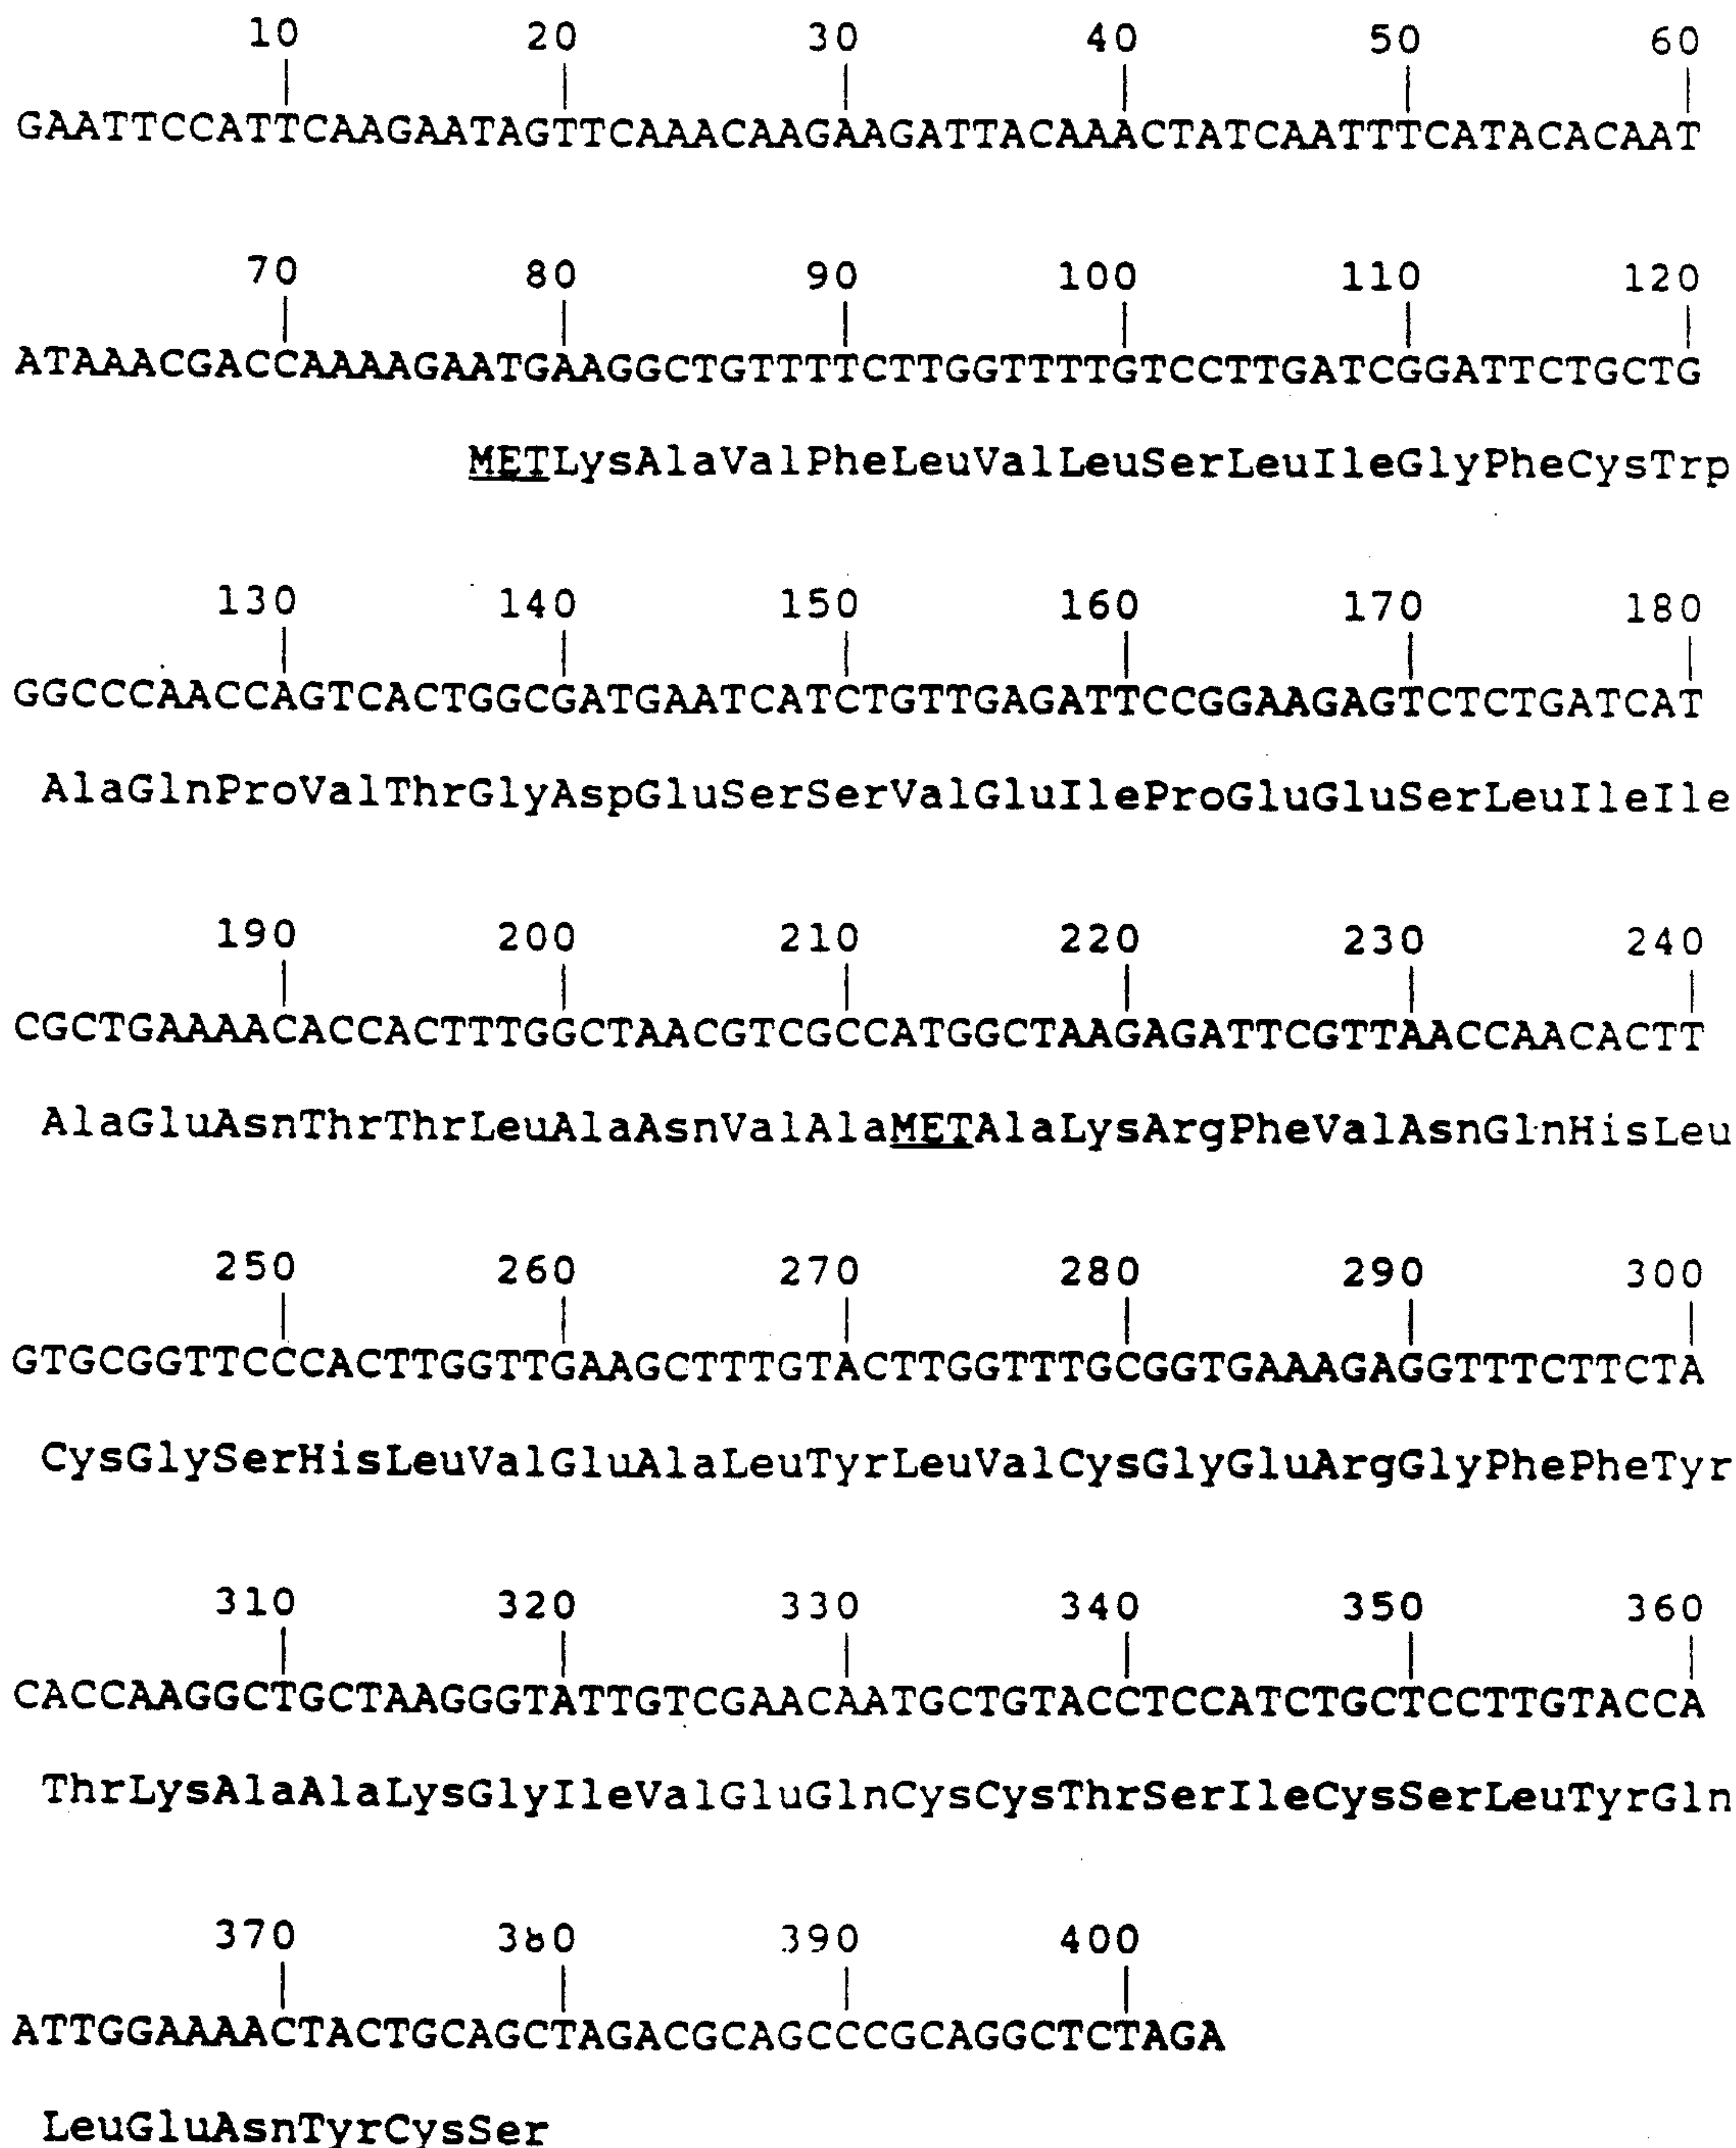 10 20 30 40 50 60
GAATTCCATTCAAGAATAGTTCAAACAAGAAGATTACAAACTATCAATTTCATACACAAT
70 80 90 100 110 120
ATAAACGACCAAAAGAATGAAGGCTGTTTTCTTGGTTTTGTCCTTGATCGGATTCTGCTG
METLysAlaValPheLeuValLeuSerLeuIleGlyPheCysTrp
130 140 150 160 170 180
GGCCCAACCAGTCACTGGCGATGAATCATCTGTTGAGATTCCGGAAGAGTCTCTGATCAT
AlaGlnProValThrGlyAspGluSerSerValGluIleProGluGluSerLeuIleIle
190 200 210 220 230 240
CGCTGAAAACACCACTTTGGCTAACGTCGCCATGGCTAAGAGATTCGTTAACCAACACTT
AlaGluAsnThrThrLeuAlaAsnValAlaMETAlaLysArgPheValAsnGlnHisLeu
250 260 270 280 290 300
GTGCGGTTCCCACTTGGTTGAAGCTTTGTACTTGGTTTGCGGTGAAAGAGGTTTCTTCTA
CysGlySerHisLeuValGluAlaLeuTyrLeuValCysGlyGluArgGlyPhePheTyr
310 320 330 340 350 360
CACCAAGGCTGCTAAGGGTATTGTCGAACAATGCTGTACCTCCATCTGCTCCTTGTACCA
ThrLysAlaAlaLysGlyIleValGluGlnCysCysThrSerIleCysSerLeuTyrGln
370 380 390 400
ATTGGAAAACTACTGCAGCTAGACGCAGCCCGCAGGCTCTAGA
LeuGluAsnTyrCysSer